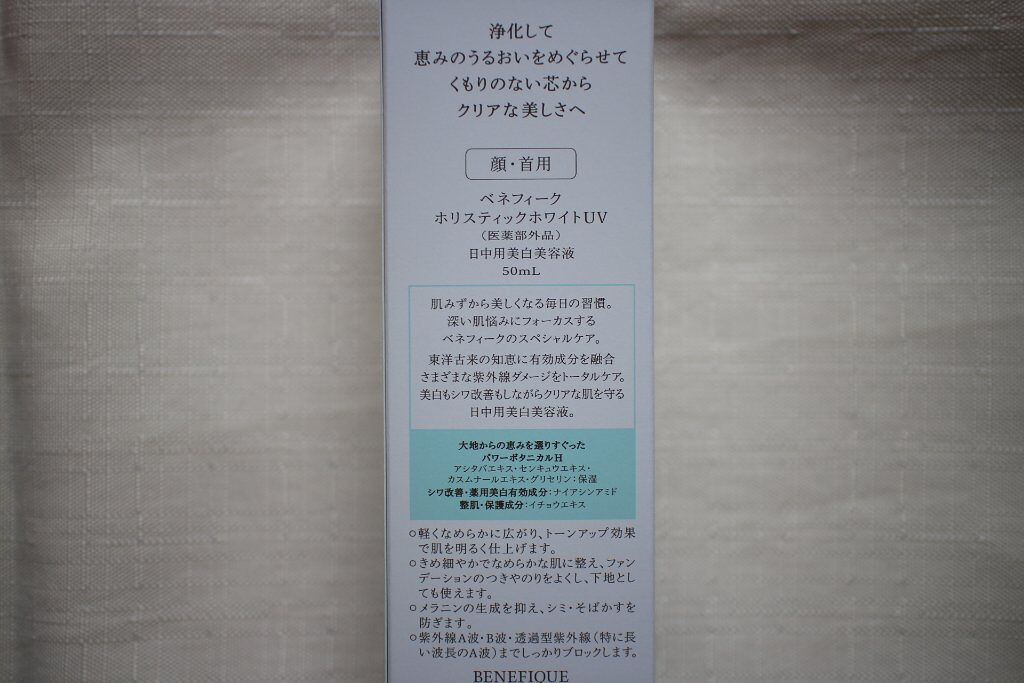 浄化して
恵みのうるおいをめぐらせて
くもりのない芯から
クリアな美しさへ
顔・首用
ベネフィーク
ホリスティックホワイトUV
（医薬部外品）
日中用美白美容液
50mL
肌みずから美しくなる毎日の習慣。
深い肌悩みにフォーカスする
ベネフィークのスペシャルケア。
東洋古来の知恵に有効成分を融合
さまざまな紫外線ダメージをトータルケア。
美白もシワ改善もしながらクリアな肌を守る
日中用美白美容液。
大地からの恵みを選りすぐった
パワーボタニカルH
アシタバエキス・センキュウエキス・
カスムナールエキス・グリセリン：保湿
シワ改善・薬用美白有効成分：ナイアシンアミド
整肌・保護成分：イチョウエキス
○軽くなめらかに広がり、トーンアップ効果
で肌を明るく仕上げます。
○きめ細やかでなめらかな肌に整え、ファン
デーションのつきやのりをよくし、下地とし
ても使えます。
○メラニンの生成を抑え、シミ・そばかすを
防ぎます。
○紫外線A波・B波・透過型紫外線（特に長
い波長のA波）までしっかりブロックします。
BENEFIQUE